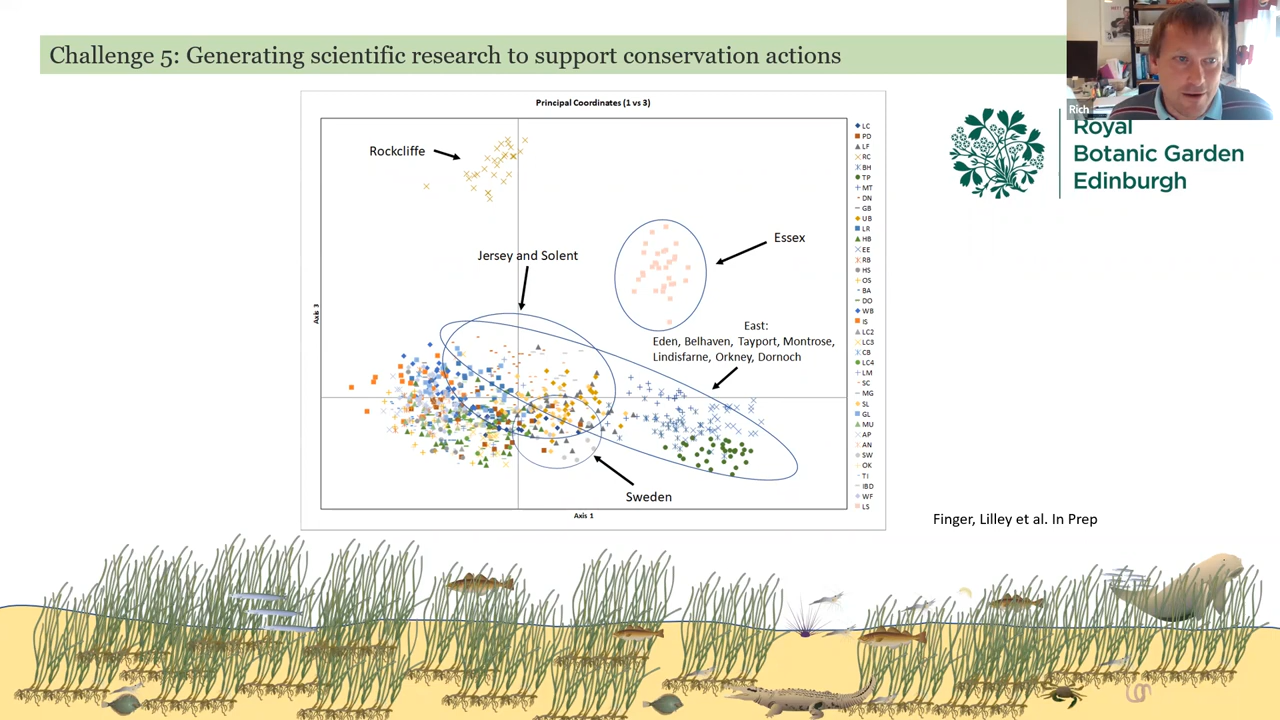 Challenge 5: Generating scientific research to support conservation actions
Rich
Royal
Botanic Garden
Edinburgh
Principal Coordinates (1 vs 3)
Rockcliffe
Jersey and Solent
Essex
East:
Eden, Belhaven, Tayport, Montrose,
Lindisfarne, Orkney, Dornoch
Sweden
Axis 3
Axis 1
LC
PD
LF
RC
BH
TP
MT
DN
GB
UB
LR
HB
EE
RB
HS
OS
BA
DO
WB
IS
LC2
LC3
CB
LC4
LM
SC
MG
SL
GL
MU
AP
AN
SW
OK
TI
IBD
WF
LS
Finger, Lilley et al. In Prep